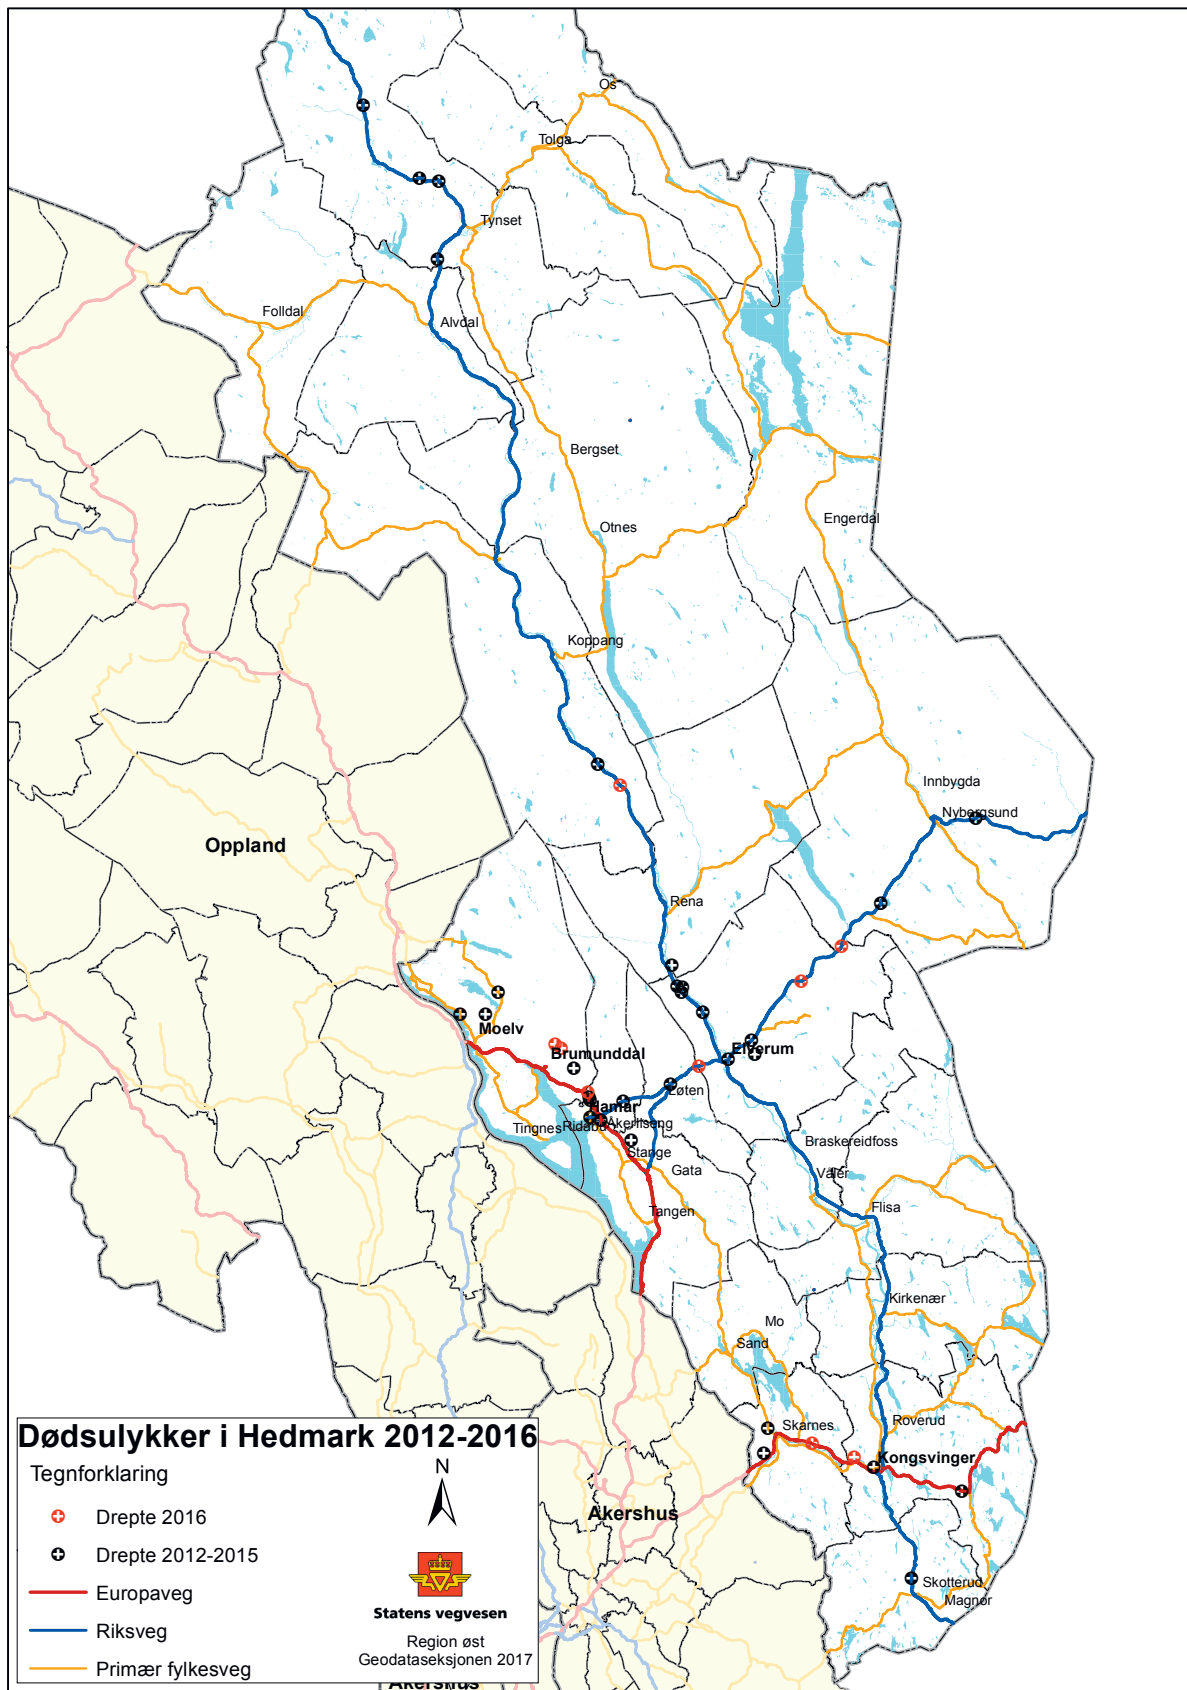 Os
Tolga
Tynset
Folldal
Alvdal
Bergset
Otnes
Engerdal
Koppang
Innbygda
Nybergsund
Oppland
Rena
Moelv
Brumunddal
Elverum
Løten
Hamar
Åkerhaug
Tingnes
Stange
Gata
Braskereidfoss
Våler
Tangen
Flisa
Kirkenær
Mo
Sand
Skarnes
Roverud
Kongsvinger
Akershus
Skotterud
Magnor
Dødsulykker i Hedmark 2012-2016
Tegnforklaring
N
Drepte 2016
Drepte 2012-2015
Europaveg
Riksveg
Primær fylkesveg
Statens vegvesen
Region øst
Geodataseksjonen 2017
Akershus